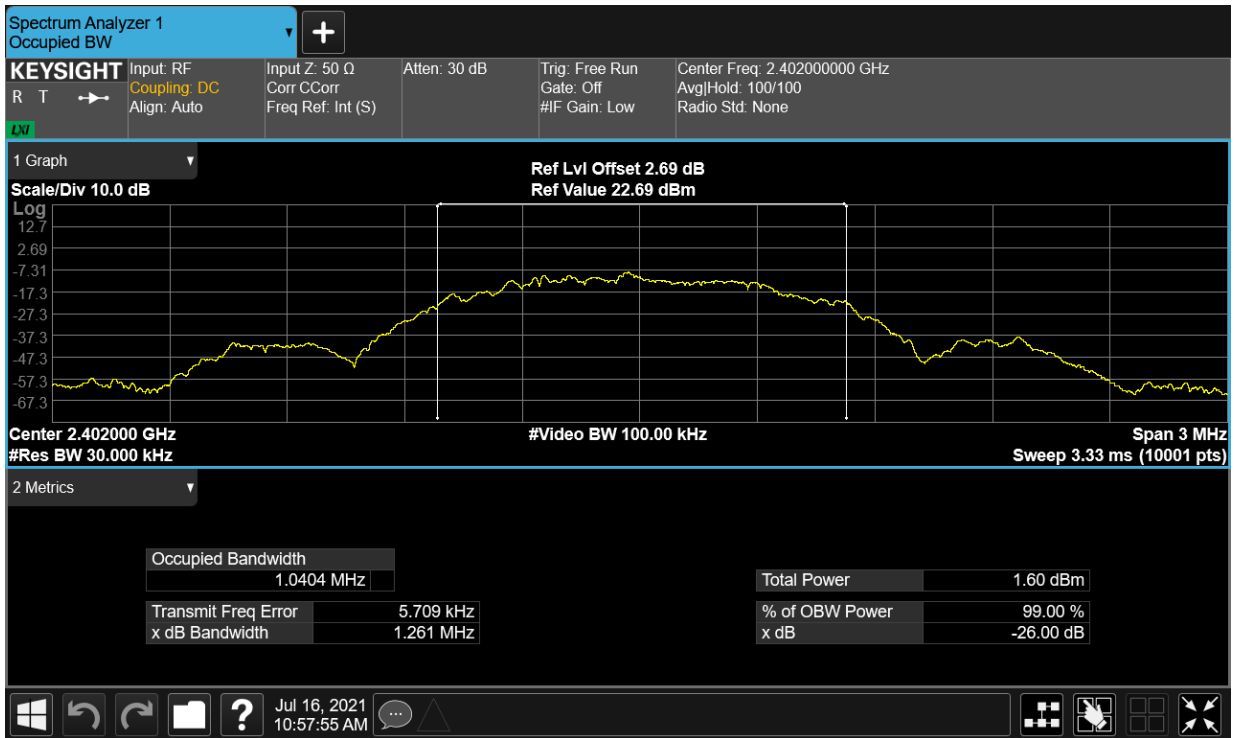 Spectrum Analyzer 1
Occupied BW
KEYSIGHT
R T
LXI
Input: RF
Coupling: DC
Align: Auto
Input Z: 50 Ω
Corr CCorr
Freq Ref: Int (S)
Atten: 30 dB
Trig: Free Run
Gate: Off
#IF Gain: Low
Center Freq: 2.402000000 GHz
Avg|Hold: 100/100
Radio Std: None
1 Graph
Scale/Div 10.0 dB
Ref Lvl Offset 2.69 dB
Ref Value 22.69 dBm
Log
12.7
2.69
-7.31
-17.3
-27.3
-37.3
-47.3
-57.3
-67.3
Center 2.402000 GHz
#Video BW 100.00 kHz
Span 3 MHz
#Res BW 30.000 kHz
Sweep 3.33 ms (10001 pts)
2 Metrics
Occupied Bandwidth
1.0404 MHz
Total Power 1.60 dBm
Transmit Freq Error 5.709 kHz
% of OBW Power 99.00 %
x dB Bandwidth 1.261 MHz
x dB -26.00 dB
?
Jul 16, 2021
10:57:55 AM